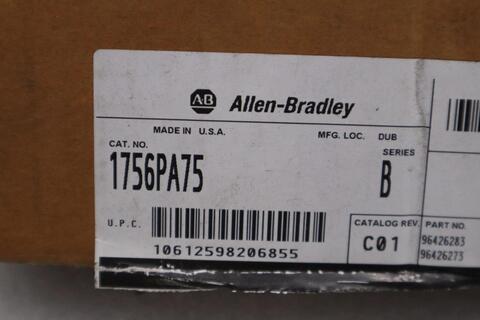 AB Allen-Bradley
MADE IN U.S.A. MFG. LOC. DUB
CAT. NO. SERIES
1756PA75 B
U.P.C.
10612598206855
CATALOG REV. PART NO.
C01 96426283
96426273